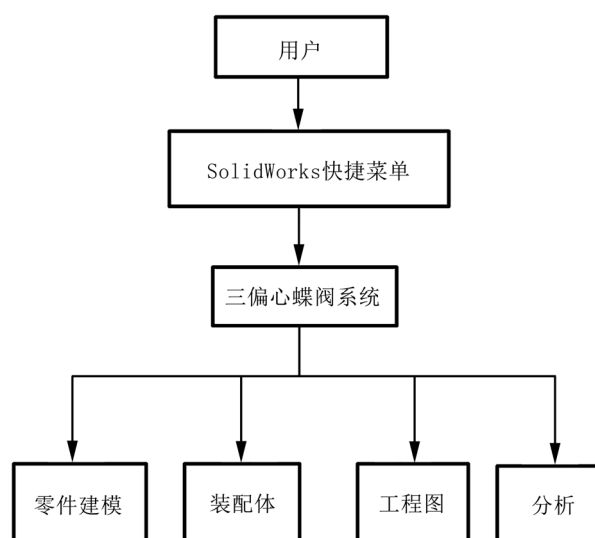 用户
SolidWorks快捷菜单
三偏心蝶阀系统
零件建模
装配体
工程图
分析